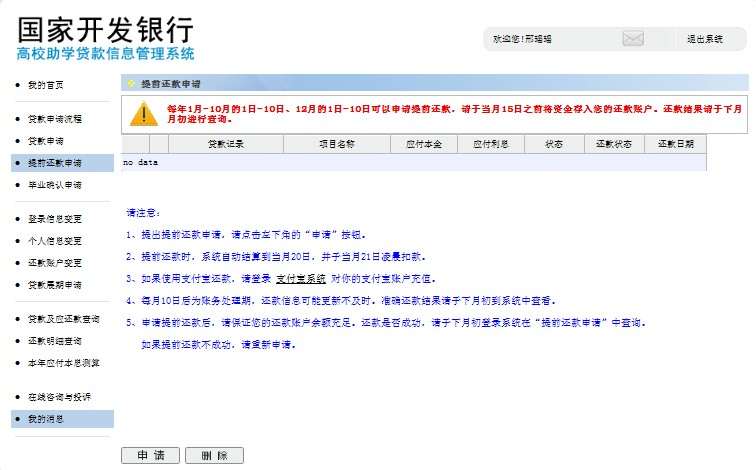 国家开发银行
高校助学贷款信息管理系统
欢迎您!邢瑶瑶
退出系统
我的首页
贷款申请流程
贷款申请
提前还款申请
毕业确认申请
登录信息变更
个人信息变更
还款账户变更
贷款展期申请
贷款及应还款查询
还款明细查询
本年应付本息测算
在线咨询与投诉
我的消息
提前还款申请
每年1月-10月的1日-10日、12月的1日-10日可以申请提前还款，请于当月15日之前将资金存入您的还款账户。还款结果请于下月
月初进行查询。
贷款记录 项目名称 应付本金 应付利息 状态 还款状态 还款日期
no data
请注意：
1、提出提前还款申请，请点击左下角的“申请”按钮。
2、提前还款时，系统自动结算到当月20日，并于当月21日凌晨扣款。
3、如果使用支付宝还款，请登录 支付宝系统 对你的支付宝账户充值。
4、每月10日后为账务处理期，还款信息可能更新不及时。准确还款结果请于下月初到系统中查看。
5、申请提前还款后，请保证您的还款账户余额充足。还款是否成功，请于下月初登录系统在“提前还款申请”中查询。
如果提前还款不成功，请重新申请。
申 请
删 除